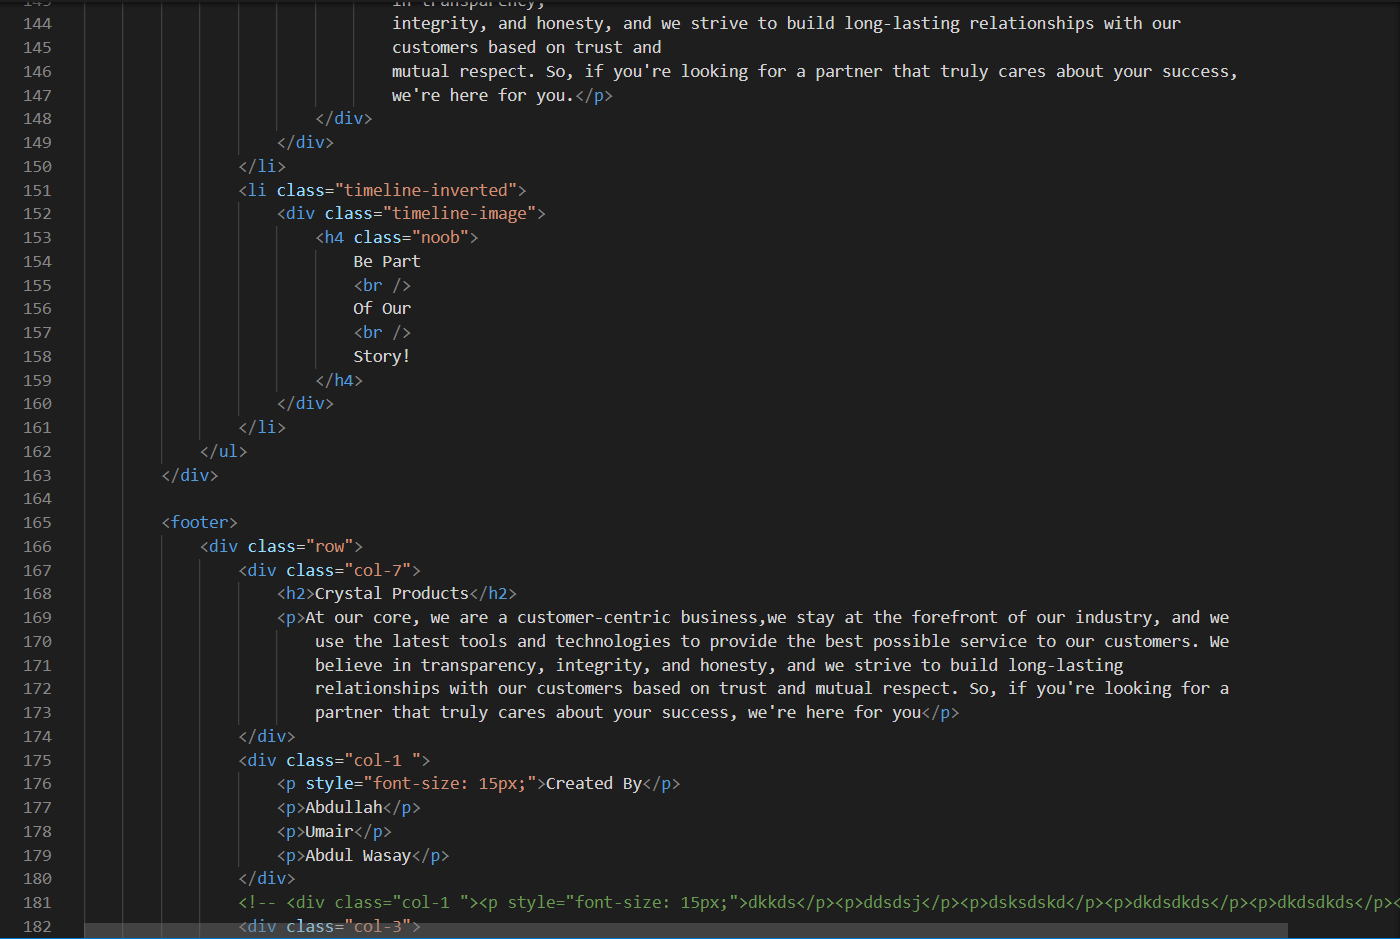 143 in transparency,
144 integrity, and honesty, and we strive to build long-lasting relationships with our
145 customers based on trust and
146 mutual respect. So, if you're looking for a partner that truly cares about your success,
147 we're here for you.</p>
148 </div>
149 </div>
150 </li>
151 <li class="timeline-inverted">
152 <div class="timeline-image">
153 <h4 class="noob">
154 Be Part
155 <br />
156 Of Our
157 <br />
158 Story!
159 </h4>
160 </div>
161 </li>
162 </ul>
163 </div>
164
165 <footer>
166 <div class="row">
167 <div class="col-7">
168 <h2>Crystal Products</h2>
169 <p>At our core, we are a customer-centric business,we stay at the forefront of our industry, and we
170 use the latest tools and technologies to provide the best possible service to our customers. We
171 believe in transparency, integrity, and honesty, and we strive to build long-lasting
172 relationships with our customers based on trust and mutual respect. So, if you're looking for a
173 partner that truly cares about your success, we're here for you</p>
174 </div>
175 <div class="col-1 ">
176 <p style="font-size: 15px;">Created By</p>
177 <p>Abdullah</p>
178 <p>Umair</p>
179 <p>Abdul Wasay</p>
180 </div>
181 <!-- <div class="col-1 "><p style="font-size: 15px;">dkkds</p><p>ddsdsj</p><p>dsksdskd</p><p>dkdsdkds</p><p>dkdsdkds</p><
182 <div class="col-3">